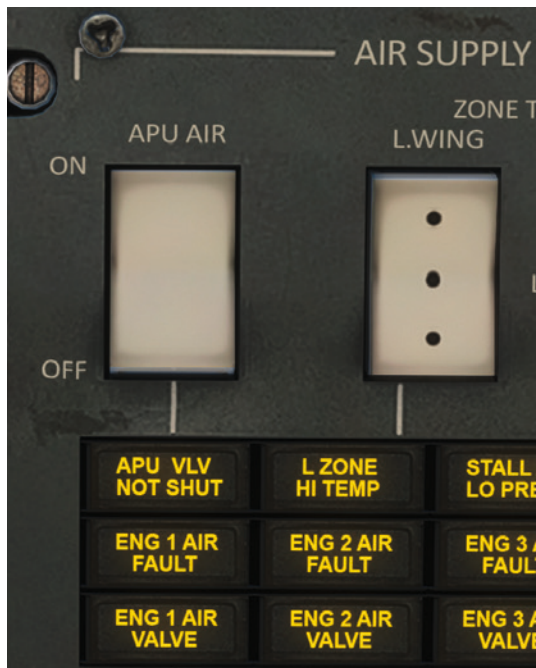 AIR SUPPLY
ZONE T
APU AIR
L.WING
ON
OFF
APU VLV
NOT SHUT
L ZONE
HI TEMP
STALL
LO PRE
ENG 1 AIR
FAULT
ENG 2 AIR
FAULT
ENG 3 A
FAULT
ENG 1 AIR
VALVE
ENG 2 AIR
VALVE
ENG 3 A
VALVE